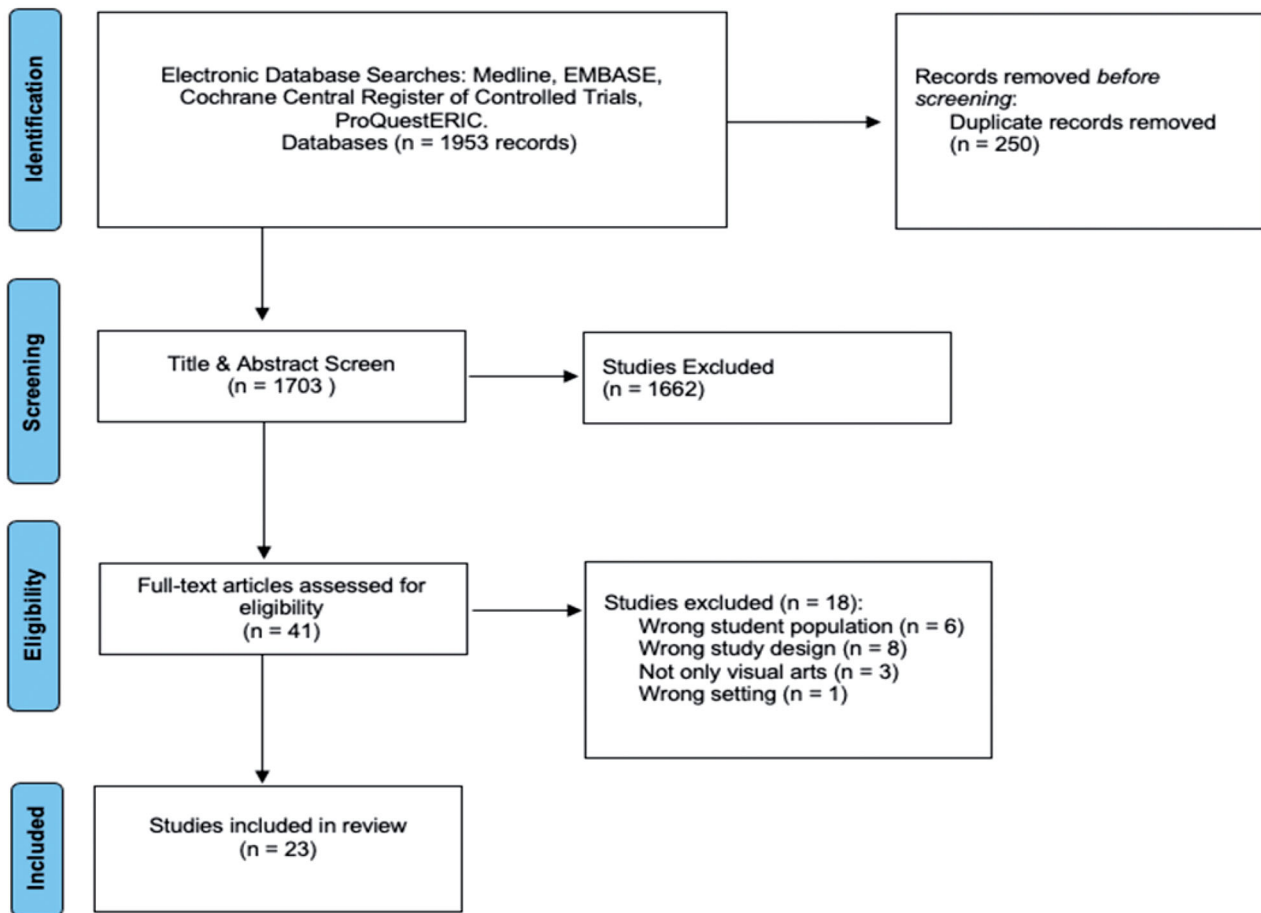 Identification
Electronic Database Searches: Medline, EMBASE,
Cochrane Central Register of Controlled Trials,
ProQuestERIC.
Databases (n = 1953 records)
Records removed before
screening:
Duplicate records removed
(n = 250)
Screening
Title & Abstract Screen
(n = 1703 )
Studies Excluded
(n = 1662)
Eligibility
Full-text articles assessed for
eligibility
(n = 41)
Studies excluded (n = 18):
Wrong student population (n = 6)
Wrong study design (n = 8)
Not only visual arts (n = 3)
Wrong setting (n = 1)
Included
Studies included in review
(n = 23)